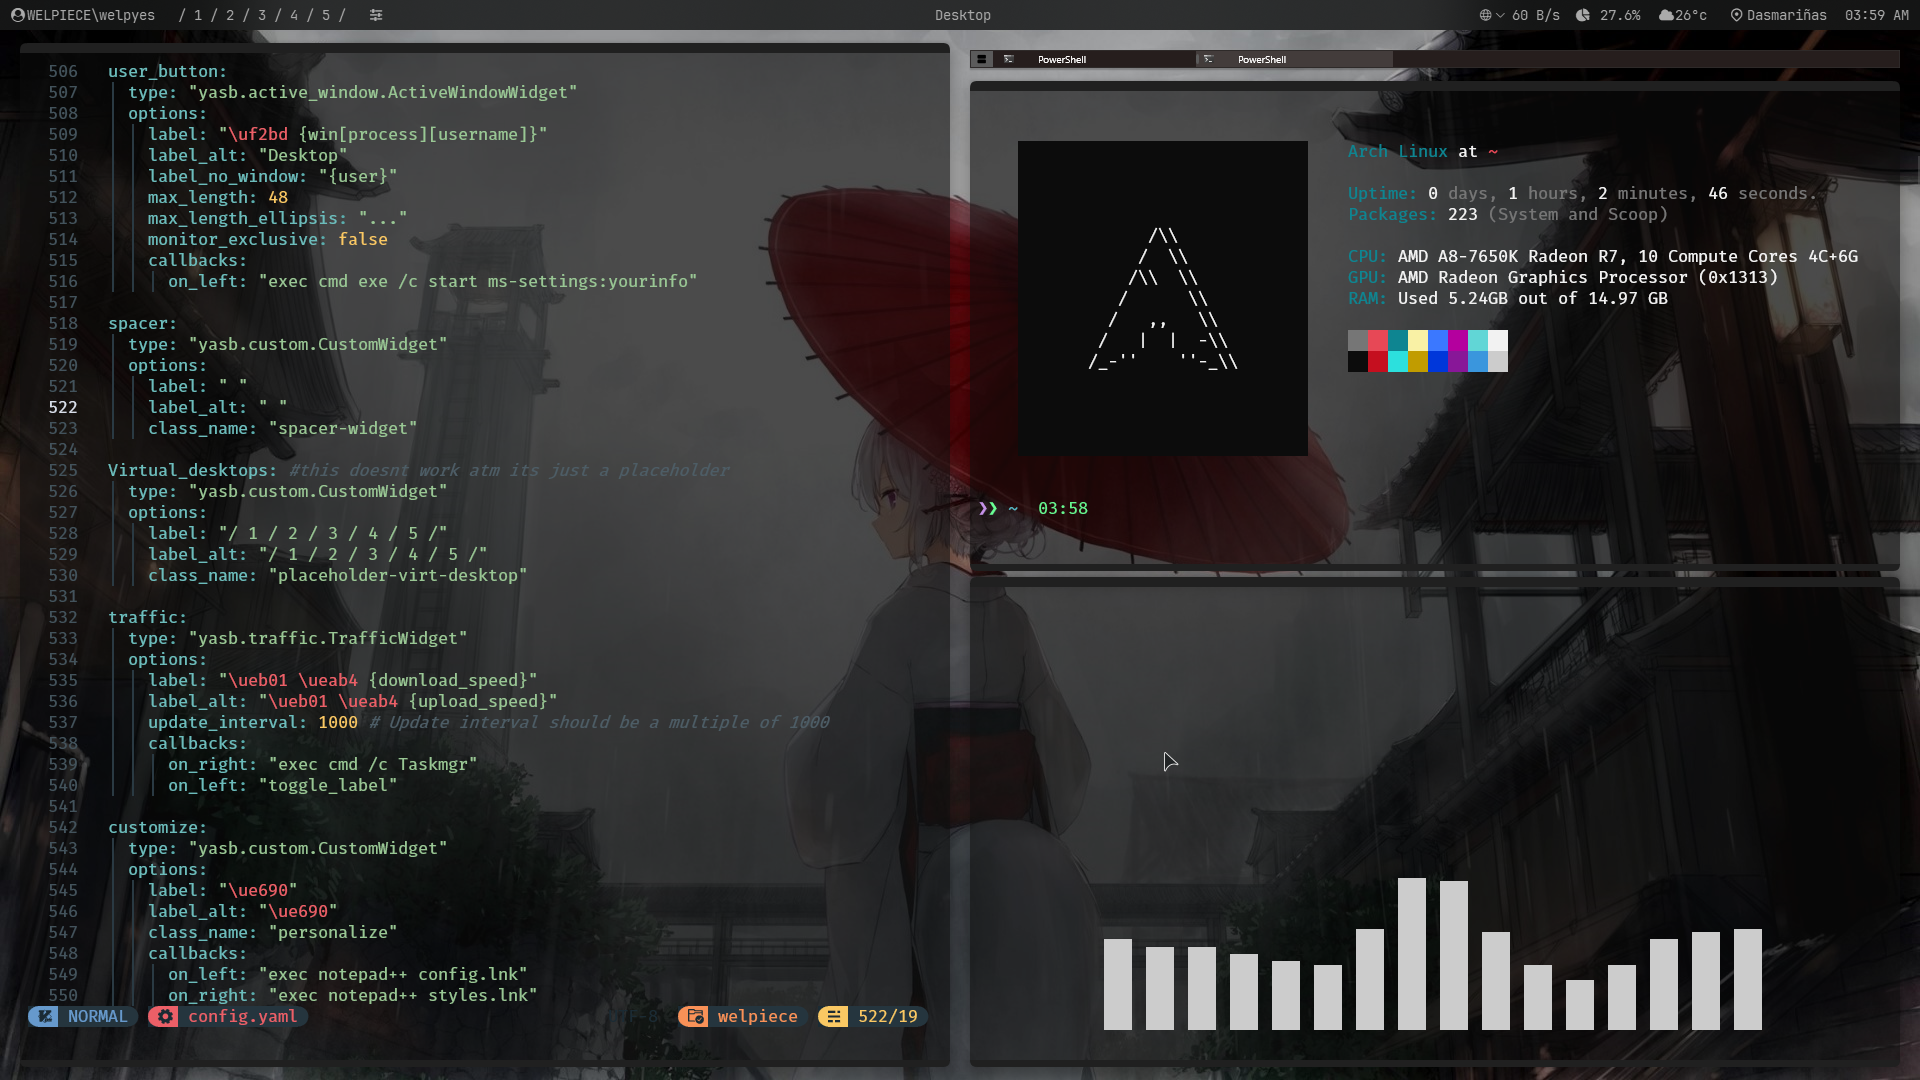 WELPIECE\welpyes / 1 / 2 / 3 / 4 / 5 / Desktop 60 B/s 27.6% 26°c Dasmariñas 03:59 AM
506 user_button:
507 type: "yasb.active_window.ActiveWindowWidget"
508 options:
509 label: "\uf2bd {win[process][username]}"
510 label_alt: "Desktop"
511 label_no_window: "{user}"
512 max_length: 48
513 max_length_ellipsis: "..."
514 monitor_exclusive: false
515 callbacks:
516 on_left: "exec cmd exe /c start ms-settings:yourinfo"
517
518 spacer:
519 type: "yasb.custom.CustomWidget"
520 options:
521 label: " "
522 label_alt: " "
523 class_name: "spacer-widget"
524
525 Virtual_desktops: #this doesnt work atm its just a placeholder
526 type: "yasb.custom.CustomWidget"
527 options:
528 label: "/ 1 / 2 / 3 / 4 / 5 /"
529 label_alt: "/ 1 / 2 / 3 / 4 / 5 /"
530 class_name: "placeholder-virt-desktop"
531
532 traffic:
533 type: "yasb.traffic.TrafficWidget"
534 options:
535 label: "\ueb01 \ueab4 {download_speed}"
536 label_alt: "\ueb01 \ueab4 {upload_speed}"
537 update_interval: 1000 # Update interval should be a multiple of 1000
538 callbacks:
539 on_right: "exec cmd /c Taskmgr"
540 on_left: "toggle_label"
541
542 customize:
543 type: "yasb.custom.CustomWidget"
544 options:
545 label: "\ue690"
546 label_alt: "\ue690"
547 class_name: "personalize"
548 callbacks:
549 on_left: "exec notepad++ config.lnk"
550 on_right: "exec notepad++ styles.lnk"
NORMAL config.yaml welpiece 522/19
PowerShell PowerShell
/\\
/  \\
/\\  \\
/      \\
/   ,,   \\
/   |  |  -\\
/_-''    ''-_\\
Arch Linux at ~
Uptime: 0 days, 1 hours, 2 minutes, 46 seconds.
Packages: 223 (System and Scoop)
CPU: AMD A8-7650K Radeon R7, 10 Compute Cores 4C+6G
GPU: AMD Radeon Graphics Processor (0x1313)
RAM: Used 5.24GB out of 14.97 GB
❯❯ ~ 03:58